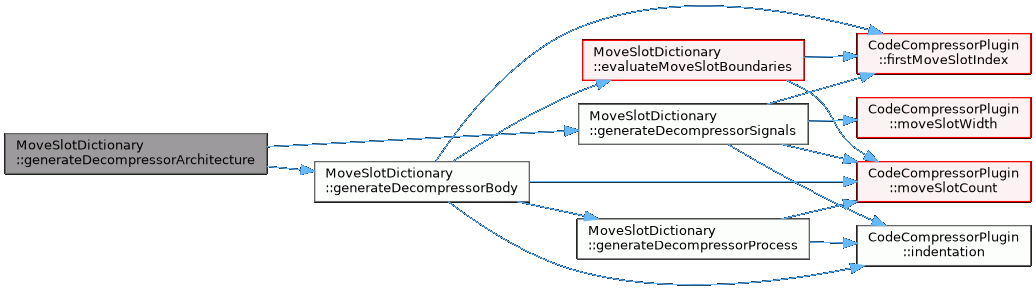 MoveSlotDictionary
::generateDecompressorArchitecture
MoveSlotDictionary
::generateDecompressorBody
MoveSlotDictionary
::evaluateMoveSlotBoundaries
MoveSlotDictionary
::generateDecompressorSignals
MoveSlotDictionary
::generateDecompressorProcess
CodeCompressorPlugin
::firstMoveSlotIndex
CodeCompressorPlugin
::moveSlotWidth
CodeCompressorPlugin
::moveSlotCount
CodeCompressorPlugin
::indentation